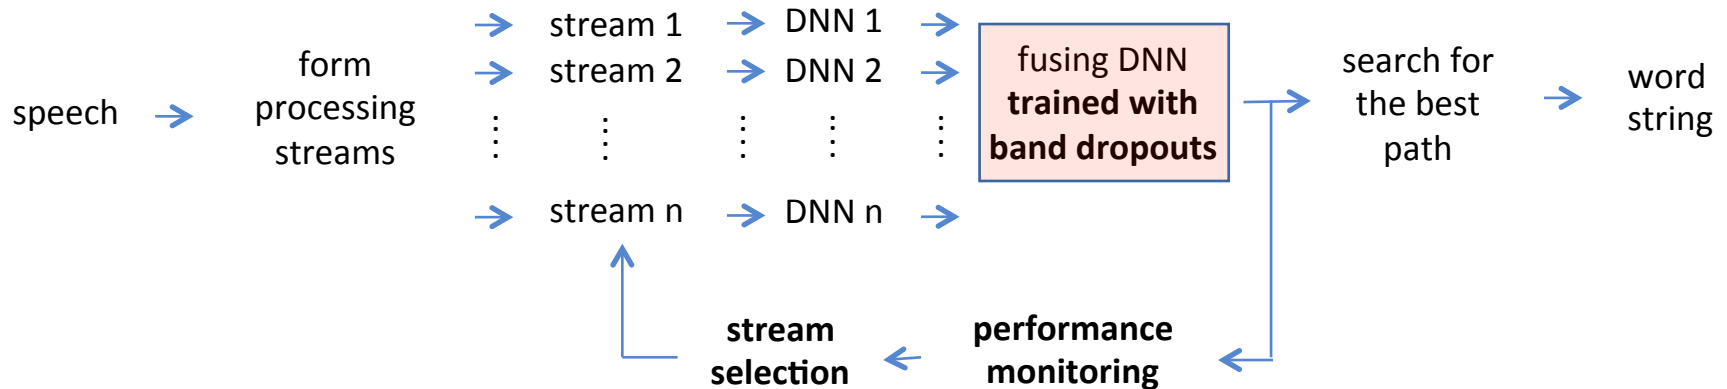 speech
form
processing
streams
stream 1
DNN 1
stream 2
DNN 2
stream n
DNN n
fusing DNN
trained with
band dropouts
search for
the best
path
word
string
stream
selection
performance
monitoring